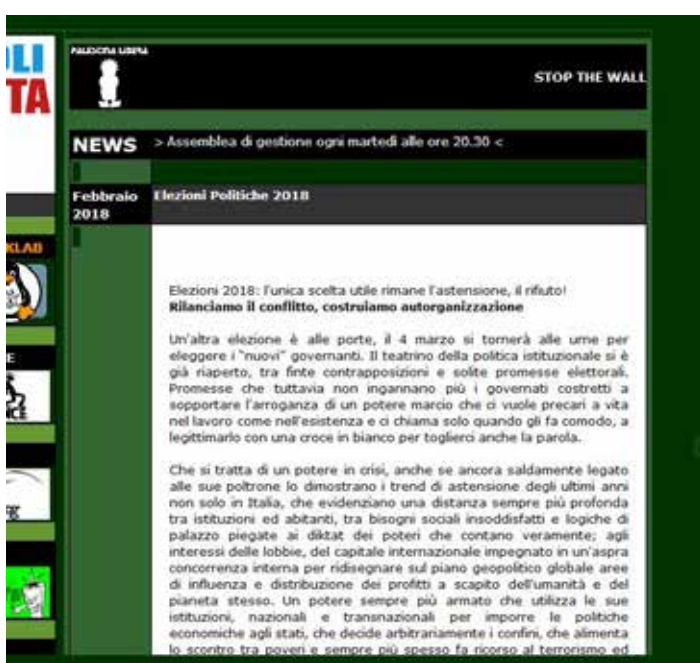 OLI
TA
PALESTINA LIBERA
STOP THE WALL
NEWS
> Assemblea di gestione ogni martedì alle ore 20.30 <
Febbraio
2018
Elezioni Politiche 2018
KLAB
E
Elezioni 2018: l'unica scelta utile rimane l'astensione, il rifiuto!
Rilanciamo il conflitto, costruiamo autorganizzazione
Un'altra elezione è alle porte, il 4 marzo si tornerà alle urne per
eleggere i "nuovi" governanti. Il teatrino della politica istituzionale si è
già riaperto, tra finte contrapposizioni e solite promesse elettorali.
Promesse che tuttavia non ingannano più i governati costretti a
sopportare l'arroganza di un potere marcio che ci vuole precari a vita
nel lavoro come nell'esistenza e ci chiama solo quando gli fa comodo, a
legittimarlo con una croce in bianco per toglierci anche la parola.
Che si tratta di un potere in crisi, anche se ancora saldamente legato
alle sue poltrone lo dimostrano i trend di astensione degli ultimi anni
non solo in Italia, che evidenziano una distanza sempre più profonda
tra istituzioni ed abitanti, tra bisogni sociali insoddisfatti e logiche di
palazzo piegate ai diktat dei poteri che contano veramente; agli
interessi delle lobbie, del capitale internazionale impegnato in un'aspra
concorrenza interna per ridisegnare sul piano geopolitico globale aree
di influenza e distribuzione dei profitti a scapito dell'umanità e del
pianeta stesso. Un potere sempre più armato che utilizza le sue
istituzioni, nazionali e transnazionali per imporre le politiche
economiche agli stati, che decide arbitrariamente i confini, che alimenta
lo scontro tra poveri e sempre più spesso fa ricorso al terrorismo ed